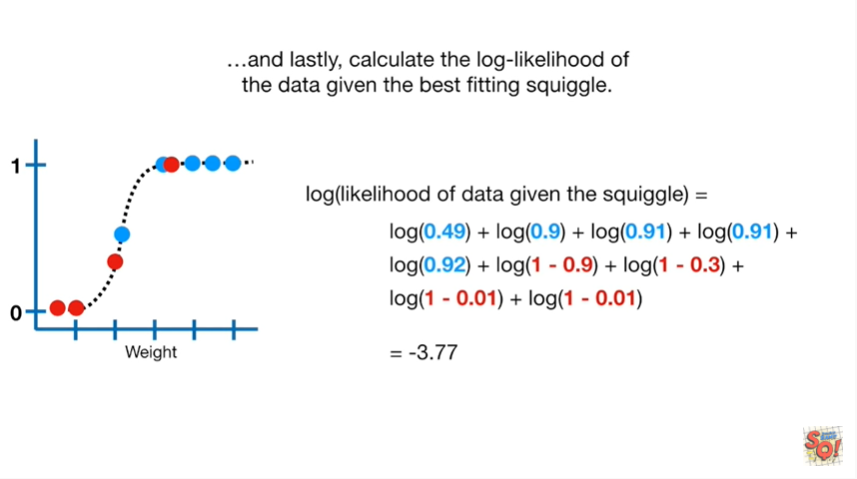 …and lastly, calculate the log-likelihood of
the data given the best fitting squiggle.
1
0
Weight
log(likelihood of data given the squiggle) =
log(0.49) + log(0.9) + log(0.91) + log(0.91) +
log(0.92) + log(1 - 0.9) + log(1 - 0.3) +
log(1 - 0.01) + log(1 - 0.01)
= -3.77
SQ!